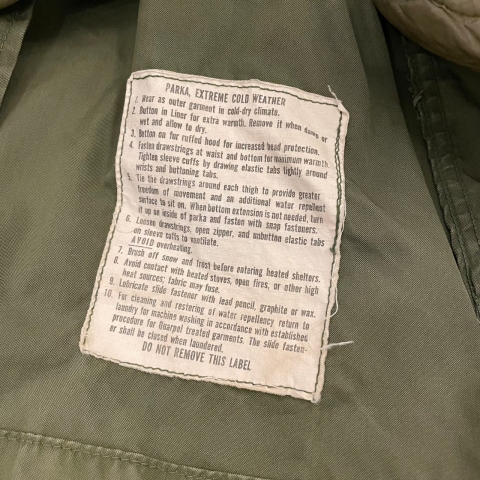 PARKA, EXTREME COLD WEATHER
1. Wear as outer garment in cold-dry climate.
2. Button in Liner for extra warmth. Remove it when damp or
wet and allow to dry.
3. Button on fur ruffed hood for increased head protection.
4. Fasten drawstrings at waist and bottom for maximum warmth.
Tighten sleeve cuffs by drawing elastic tabs tightly around
wrists and buttoning tabs.
5. Tie the drawstrings around each thigh to provide greater
freedom of movement and an additional water repellent
surface to sit on. When bottom extension is not needed, turn
it up on inside of parka and fasten with snap fasteners.
6. Loosen drawstrings, open zipper, and unbutton elastic tabs
on sleeve cuffs to ventilate.
AVOID overheating.
7. Brush off snow and frost before entering heated shelters.
8. Avoid contact with heated stoves, open fires, or other high
heat sources; fabric may fuse.
9. Lubricate slide fastener with lead pencil, graphite or wax.
10. For cleaning and restoring of water repellency return to
laundry for machine washing in accordance with established
procedure for Quarpel treated garments. The slide fasten-
er shall be closed when laundered.
DO NOT REMOVE THIS LABEL